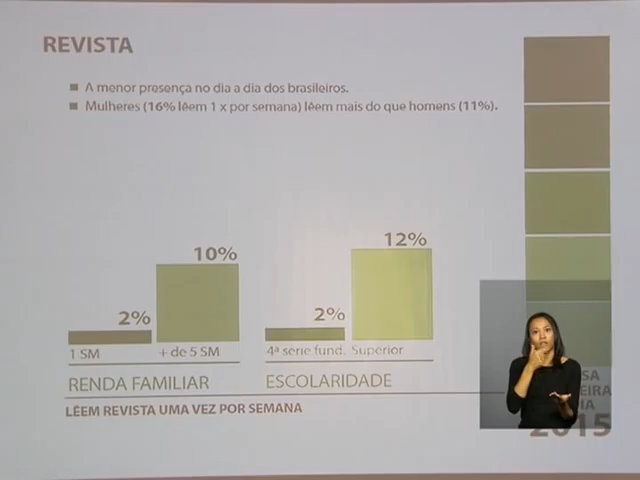 REVISTA
A menor presença no dia a dia dos brasileiros.
Mulheres (16% lêem 1 x por semana) lêem mais do que homens (11%).
2%
10%
2%
12%
1 SM
+ de 5 SM
4ª série fund.
Superior
RENDA FAMILIAR
ESCOLARIDADE
LÊEM REVISTA UMA VEZ POR SEMANA
2015